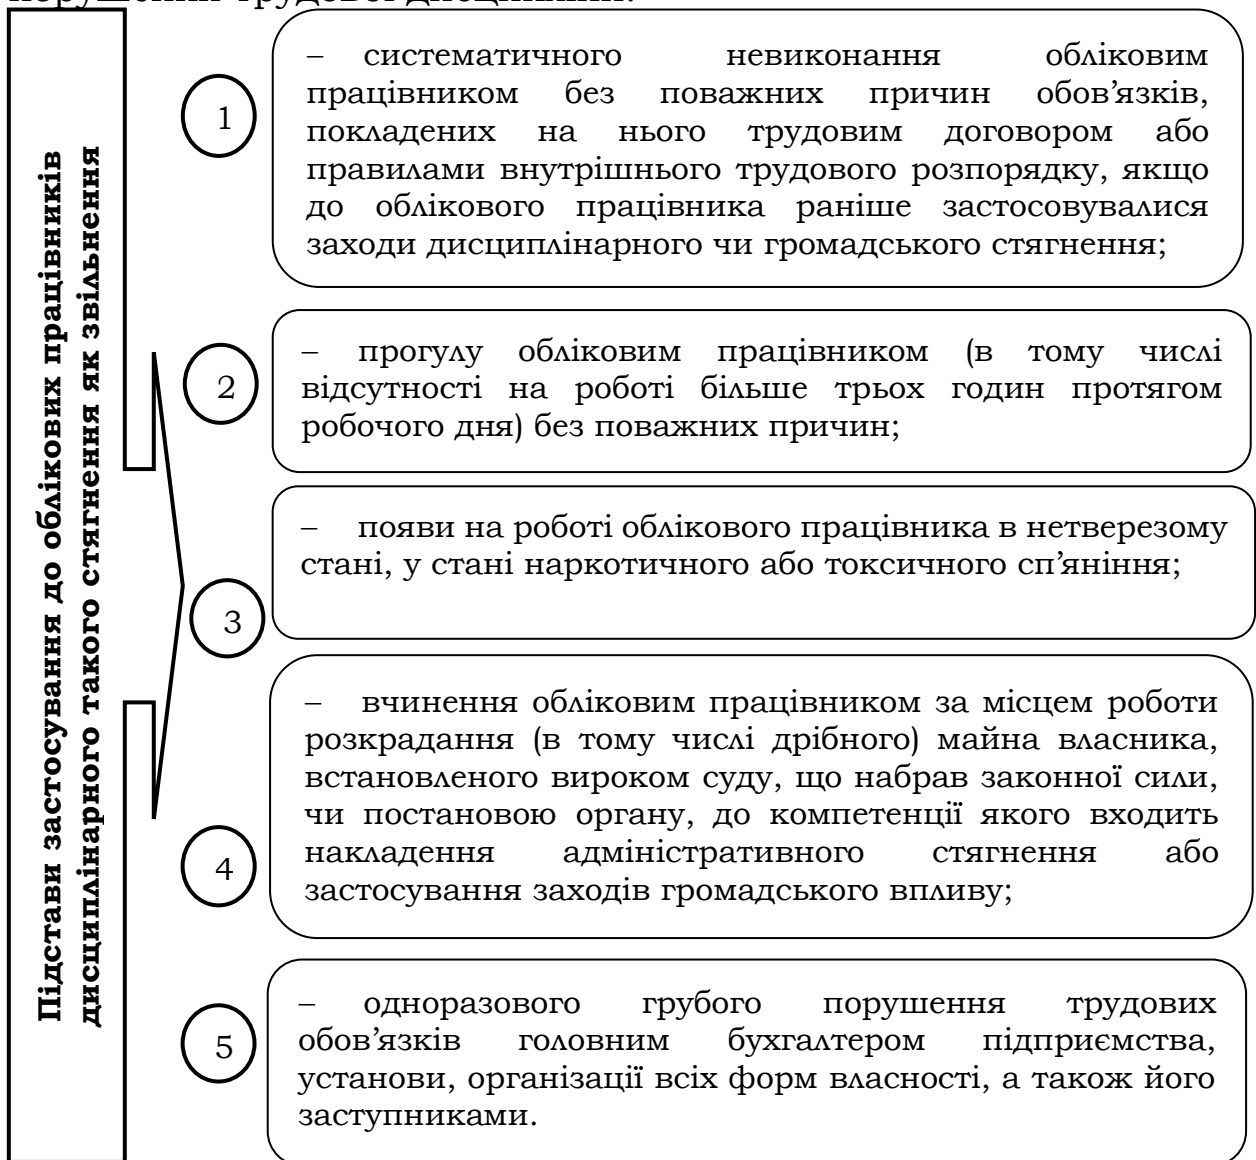 порушенні трудової дисципліни:
Підстави застосування до облікових працівників
дисциплінарного такого стягнення як звільнення
1
– систематичного невиконання обліковим
працівником без поважних причин обов’язків,
покладених на нього трудовим договором або
правилами внутрішнього трудового розпорядку, якщо
до облікового працівника раніше застосовувалися
заходи дисциплінарного чи громадського стягнення;
2
– прогулу обліковим працівником (в тому числі
відсутності на роботі більше трьох годин протягом
робочого дня) без поважних причин;
3
– появи на роботі облікового працівника в нетверезому
стані, у стані наркотичного або токсичного сп’яніння;
4
– вчинення обліковим працівником за місцем роботи
розкрадання (в тому числі дрібного) майна власника,
встановленого вироком суду, що набрав законної сили,
чи постановою органу, до компетенції якого входить
накладення адміністративного стягнення або
застосування заходів громадського впливу;
5
– одноразового грубого порушення трудових
обов’язків головним бухгалтером підприємства,
установи, організації всіх форм власності, а також його
заступниками.